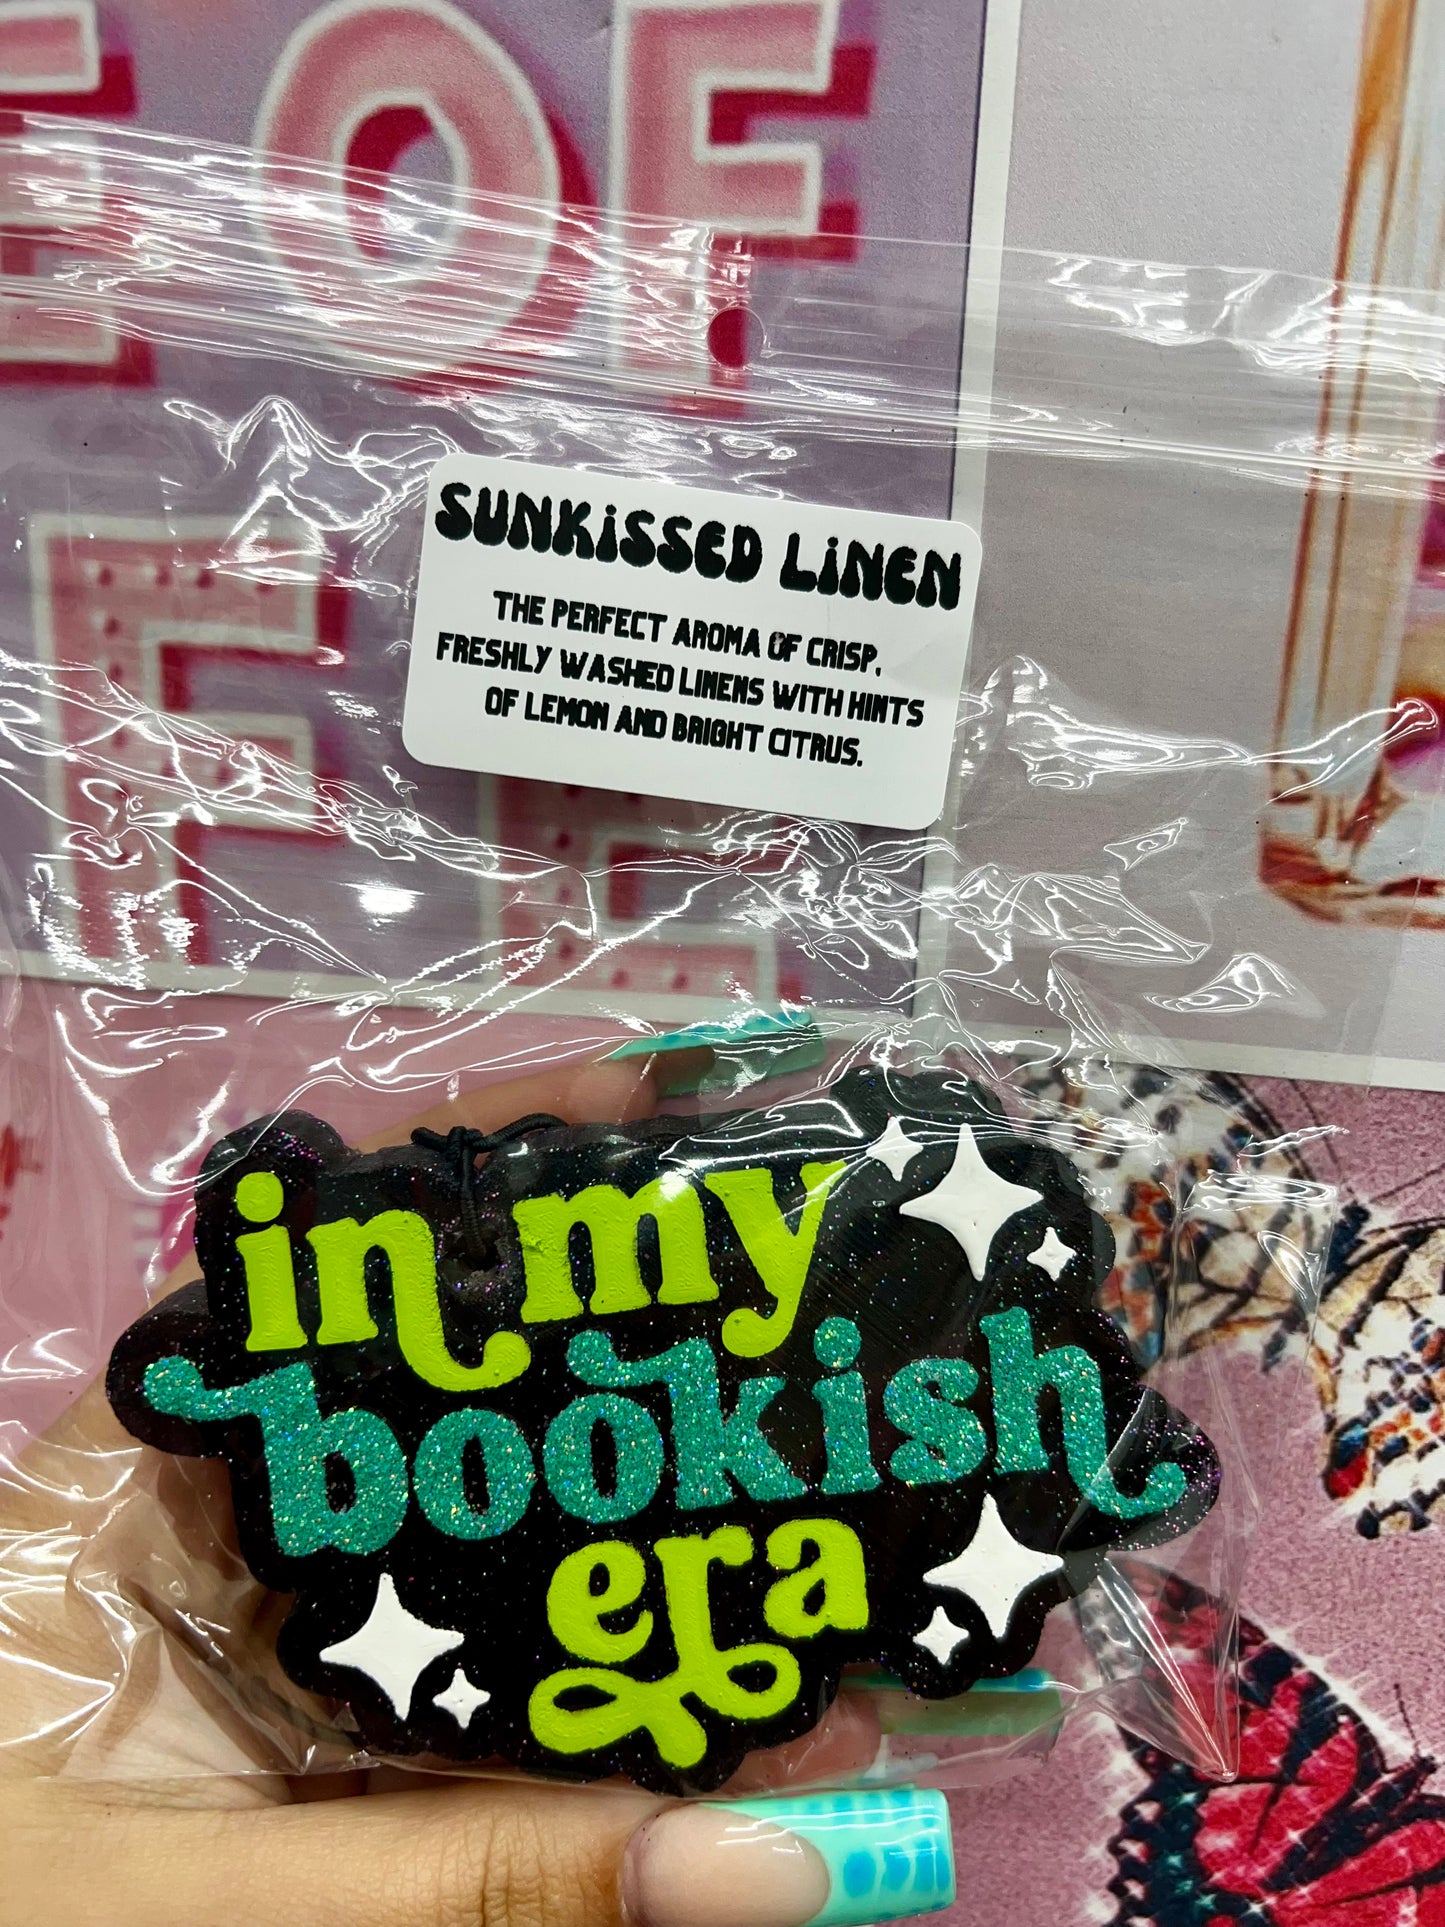 E OF
SUNKISSED LINEN
THE PERFECT AROMA OF CRISP,
FRESHLY WASHED LINENS WITH HINTS
OF LEMON AND BRIGHT CITRUS.
in my
bookish
era